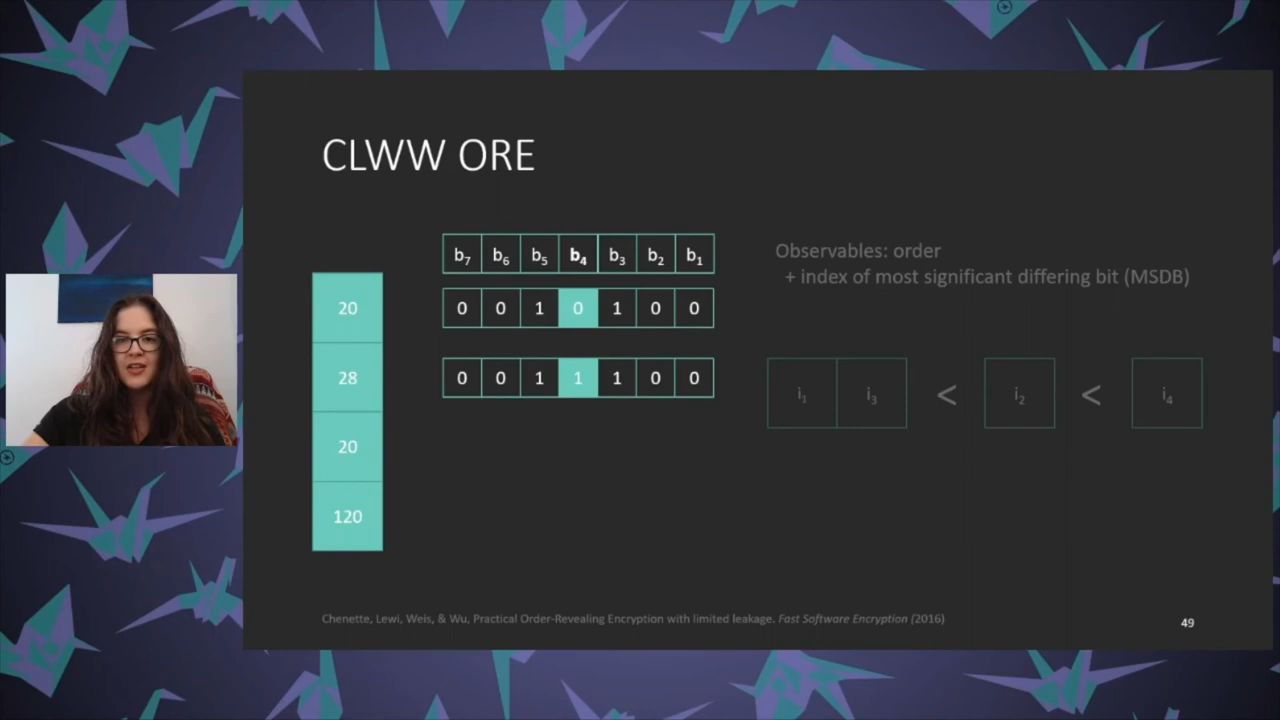 CLWW ORE
b₇ b₆ b₅ b₄ b₃ b₂ b₁
20 0 0 1 0 1 0 0
28 0 0 1 1 1 0 0
20
120
Observables: order
+ index of most significant differing bit (MSDB)
i₁ i₃ < i₂ < i₄
Chenette, Lewi, Weis, & Wu, Practical Order-Revealing Encryption with limited leakage. Fast Software Encryption (2016)
49